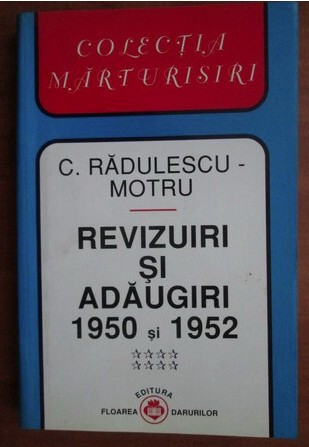 COLECȚIA
MĂRTURISIRI
C. RĂDULESCU -
MOTRU
REVIZUIRI
ȘI
ADĂUGIRI
1950 și 1952
EDITURA
FLOAREA DARURILOR